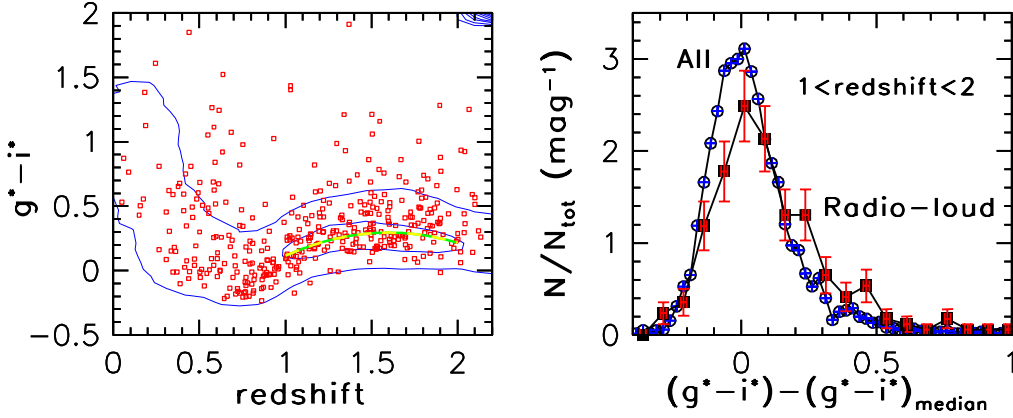 2
1.5
1
0.5
0
−0.5
g*−i*
0 0.5 1 1.5 2
redshift
3
2
1
0
N/N_tot (mag⁻¹)
All
1<redshift<2
Radio−loud
0 0.5 1
(g*−i*)−(g*−i*)_median